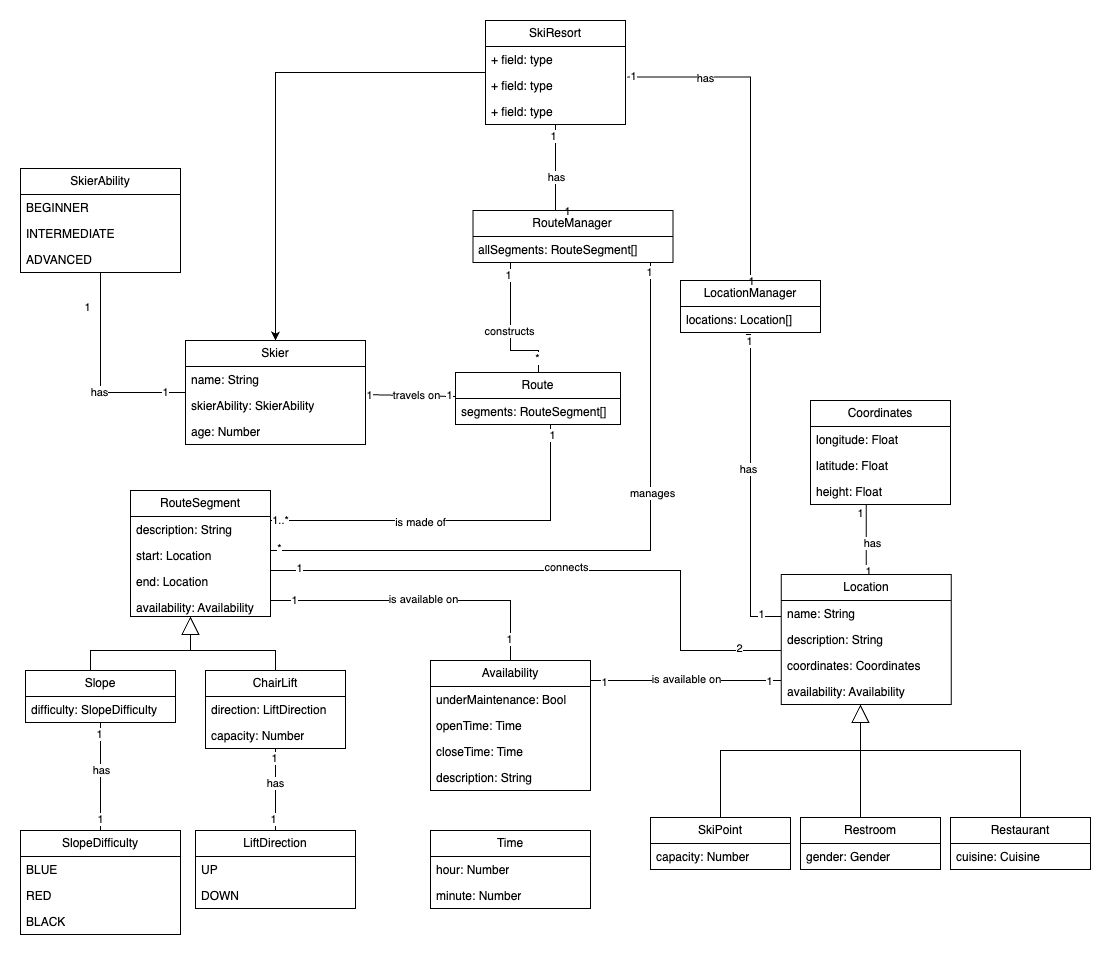 SkiResort
+ field: type
+ field: type
+ field: type
1
has
1
has
1
1
SkierAbility
BEGINNER
INTERMEDIATE
ADVANCED
1
has
1
RouteManager
allSegments: RouteSegment[]
1
1
constructs
*
LocationManager
locations: Location[]
1
has
1
Skier
name: String
skierAbility: SkierAbility
age: Number
1
travels on
1
Route
segments: RouteSegment[]
1
Coordinates
longitude: Float
latitude: Float
height: Float
1
has
1
manages
RouteSegment
description: String
start: Location
end: Location
availability: Availability
1..*
is made of
*
1
connects
2
1
is available on
1
Location
name: String
description: String
coordinates: Coordinates
availability: Availability
Slope
difficulty: SlopeDifficulty
1
has
1
ChairLift
direction: LiftDirection
capacity: Number
1
has
1
Availability
underMaintenance: Bool
openTime: Time
closeTime: Time
description: String
1
is available on
1
SlopeDifficulty
BLUE
RED
BLACK
LiftDirection
UP
DOWN
Time
hour: Number
minute: Number
SkiPoint
capacity: Number
Restroom
gender: Gender
Restaurant
cuisine: Cuisine